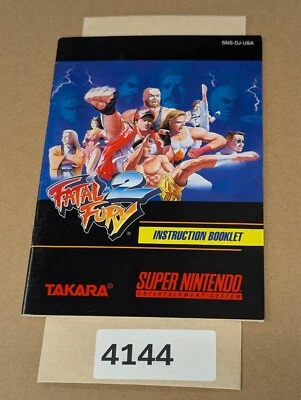 SNS-DJ-USA
FATAL
FURY 2
®
INSTRUCTION BOOKLET
TAKARA®
SUPER NINTENDO
ENTERTAINMENT SYSTEM
4144